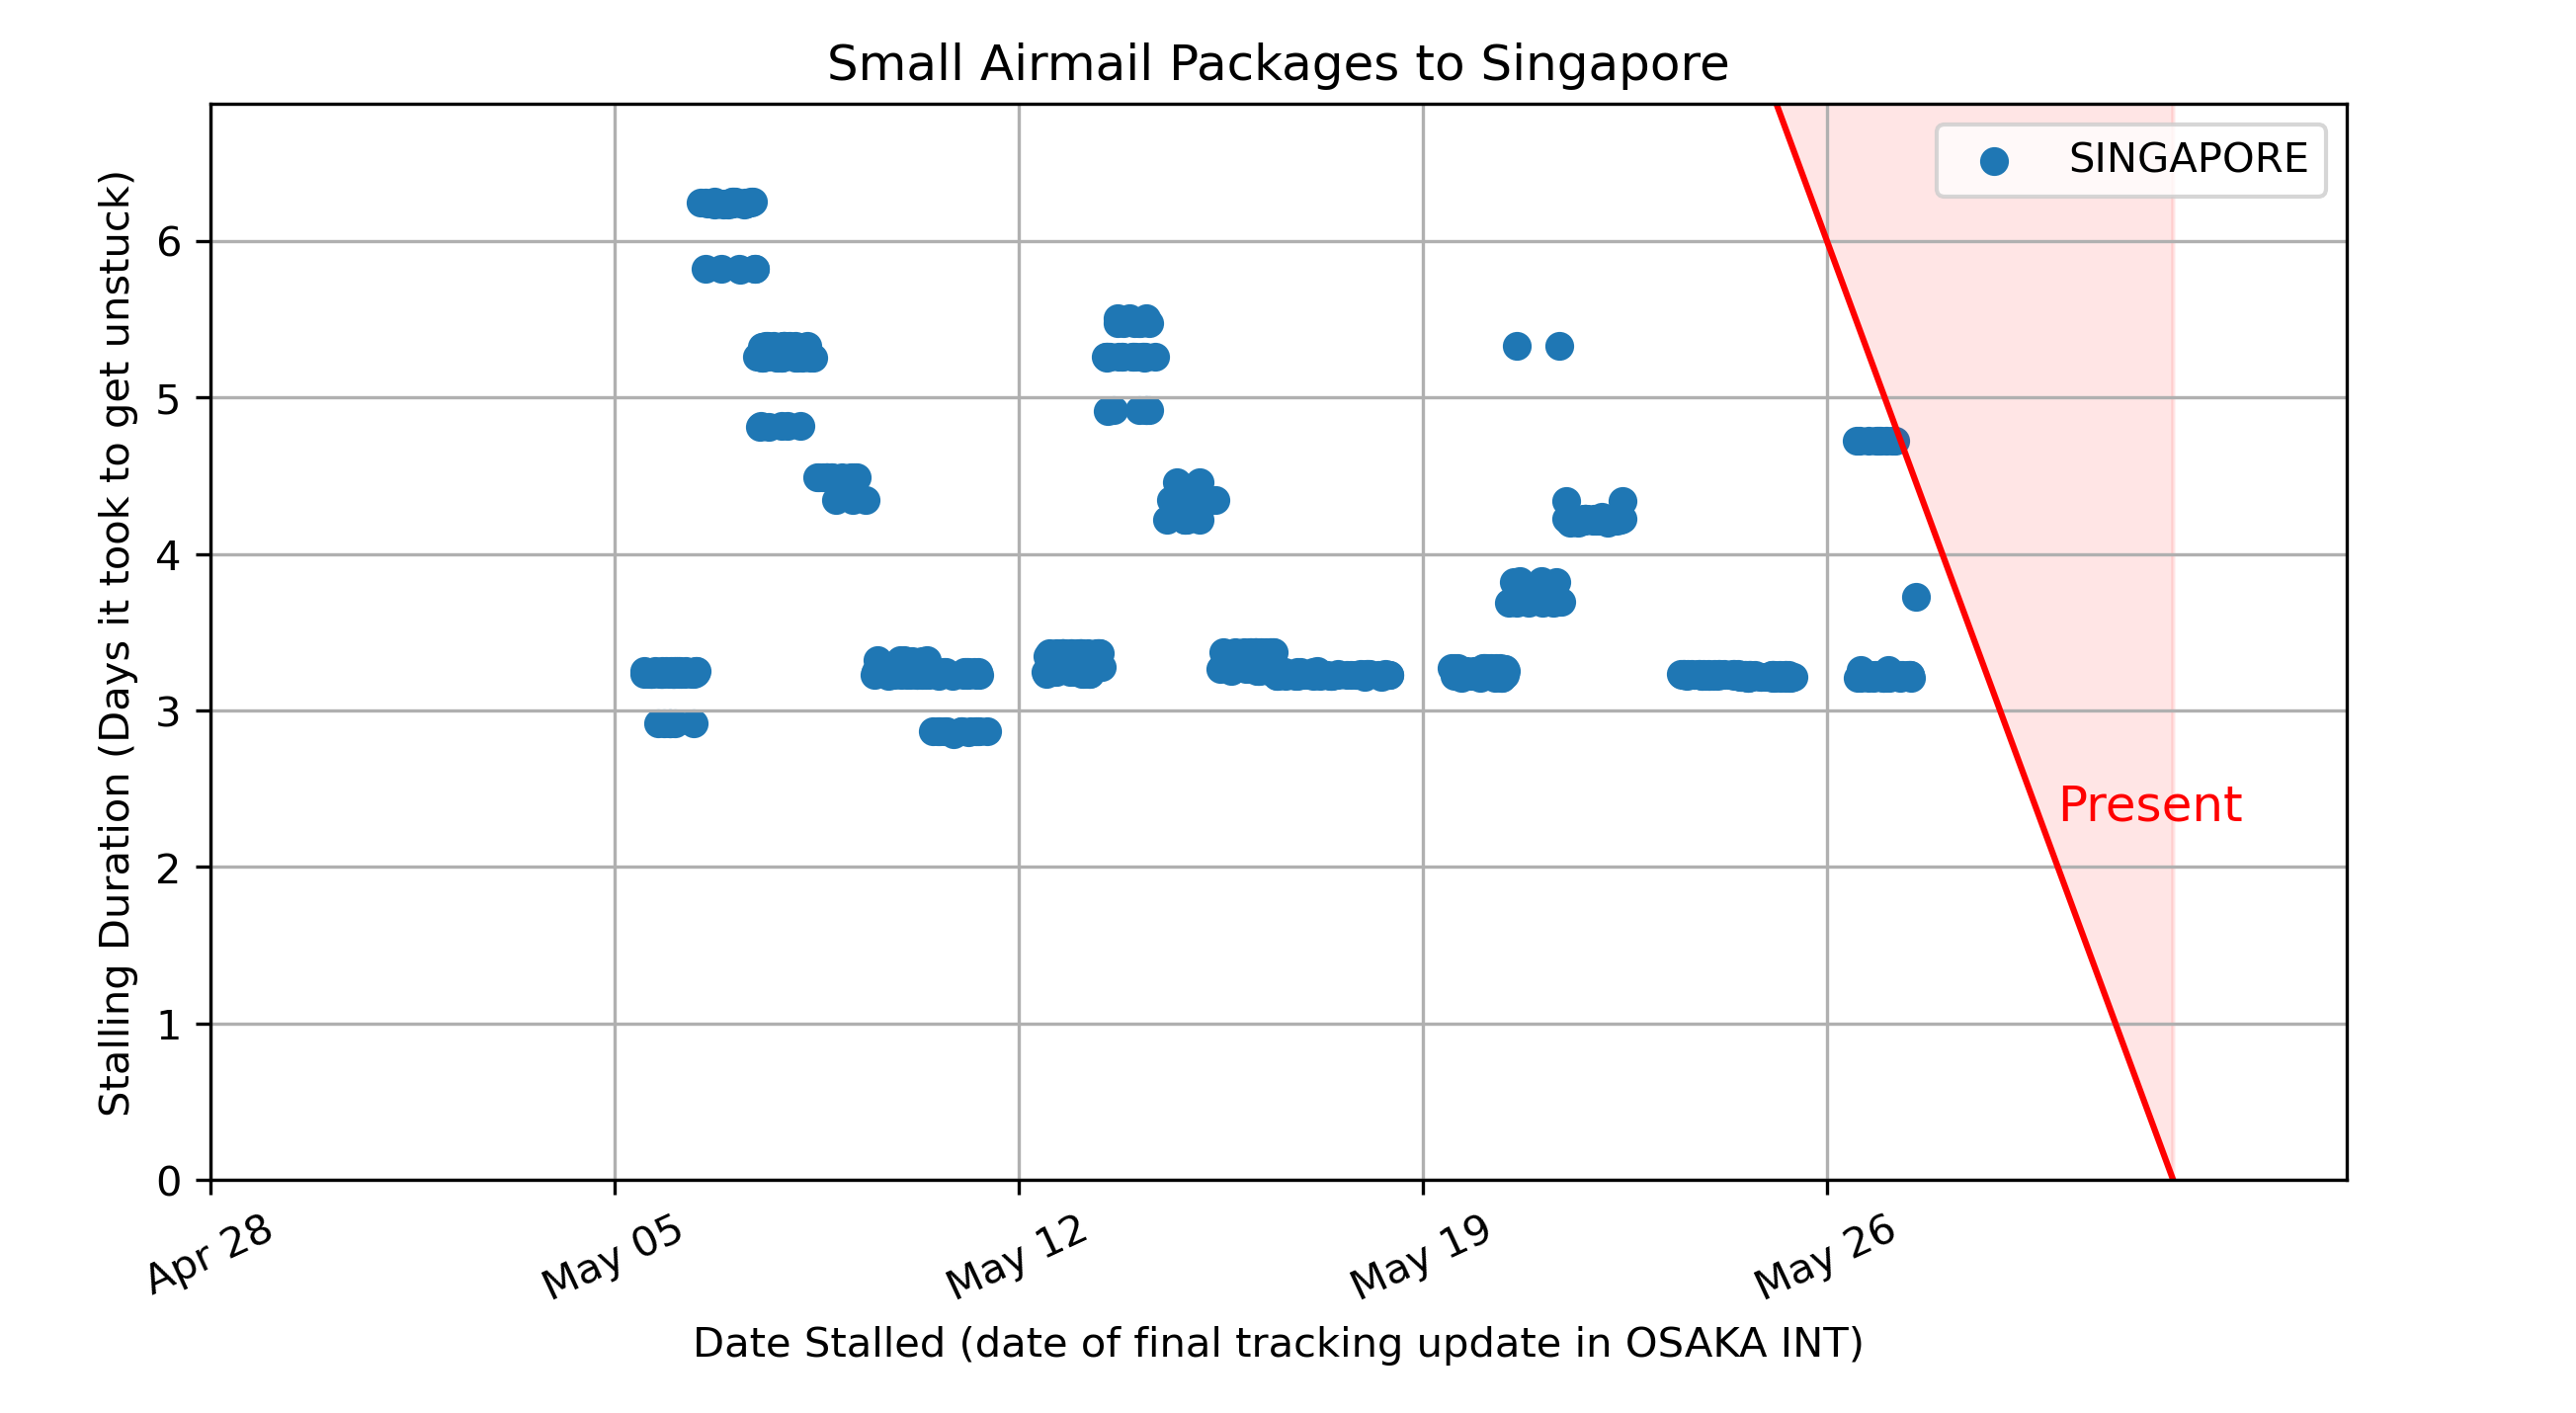 Small Airmail Packages to Singapore
Stalling Duration (Days it took to get unstuck)
6
5
4
3
2
1
0
SINGAPORE
Present
Apr 28
May 05
May 12
May 19
May 26
Date Stalled (date of final tracking update in OSAKA INT)